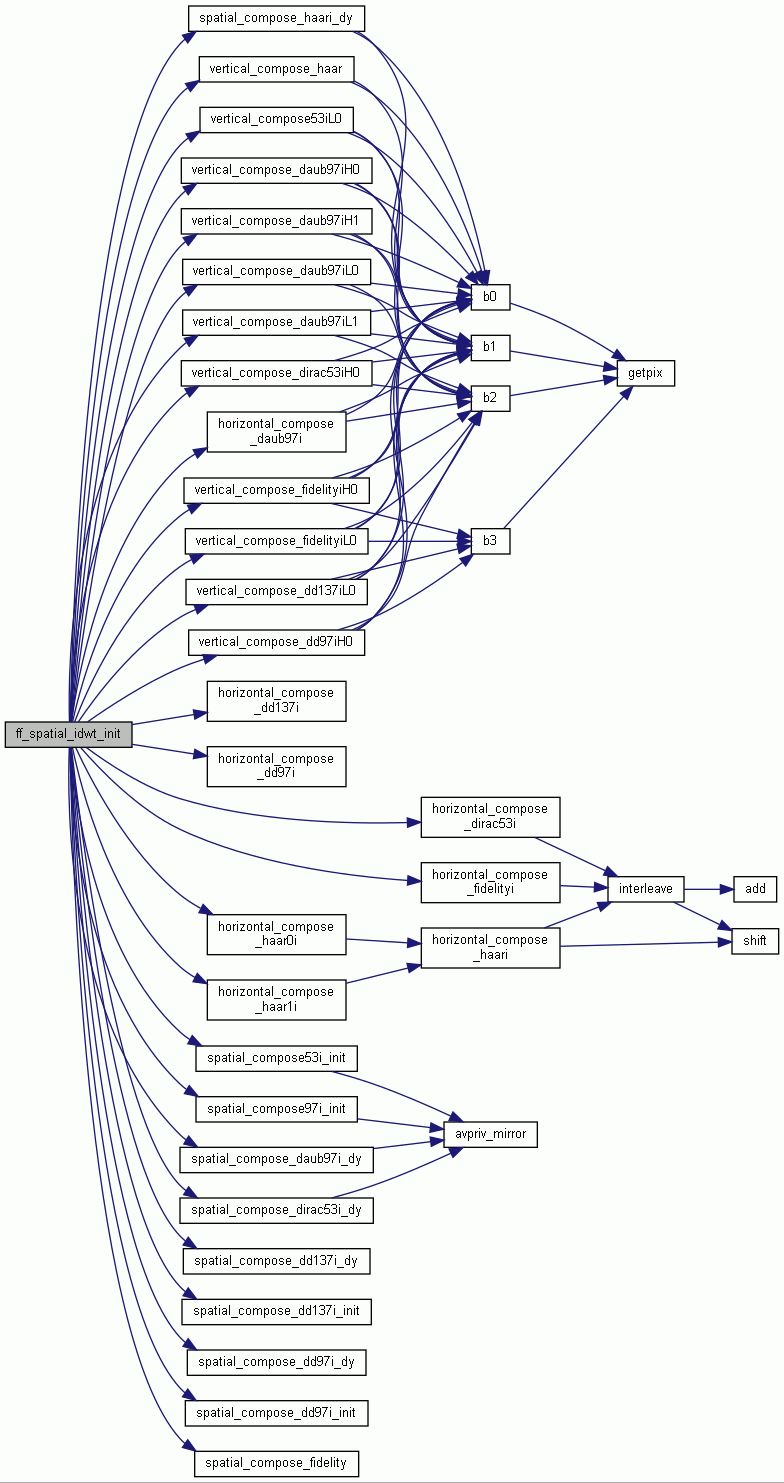 spatial_compose_haari_dy
vertical_compose_haar
vertical_compose53iL0
vertical_compose_daub97iH0
vertical_compose_daub97iH1
vertical_compose_daub97iL0
b0
vertical_compose_daub97iL1
b1
vertical_compose_dirac53iH0
getpix
b2
horizontal_compose
_daub97i
vertical_compose_fidelityiH0
vertical_compose_fidelityiL0
b3
vertical_compose_dd137iL0
vertical_compose_dd97iH0
horizontal_compose
_dd137i
ff_spatial_idwt_init
horizontal_compose
_dd97i
horizontal_compose
_dirac53i
horizontal_compose
_fidelityi
interleave
add
horizontal_compose
_haar0i
horizontal_compose
_haari
shift
horizontal_compose
_haar1i
spatial_compose53i_init
spatial_compose97i_init
avpriv_mirror
spatial_compose_daub97i_dy
spatial_compose_dirac53i_dy
spatial_compose_dd137i_dy
spatial_compose_dd137i_init
spatial_compose_dd97i_dy
spatial_compose_dd97i_init
spatial_compose_fidelity